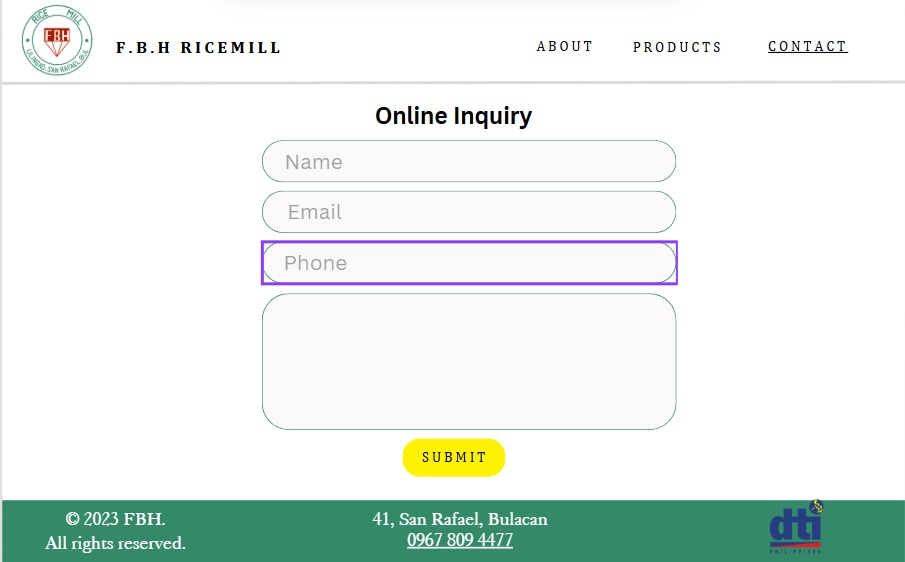 RICE MILL
FBH
ULINGAO, SAN RAFAEL, BUL.
F.B.H RICEMILL
ABOUT
PRODUCTS
CONTACT
Online Inquiry
Name
Email
Phone
SUBMIT
© 2023 FBH.
All rights reserved.
41, San Rafael, Bulacan
0967 809 4477
dti
PHILIPPINES